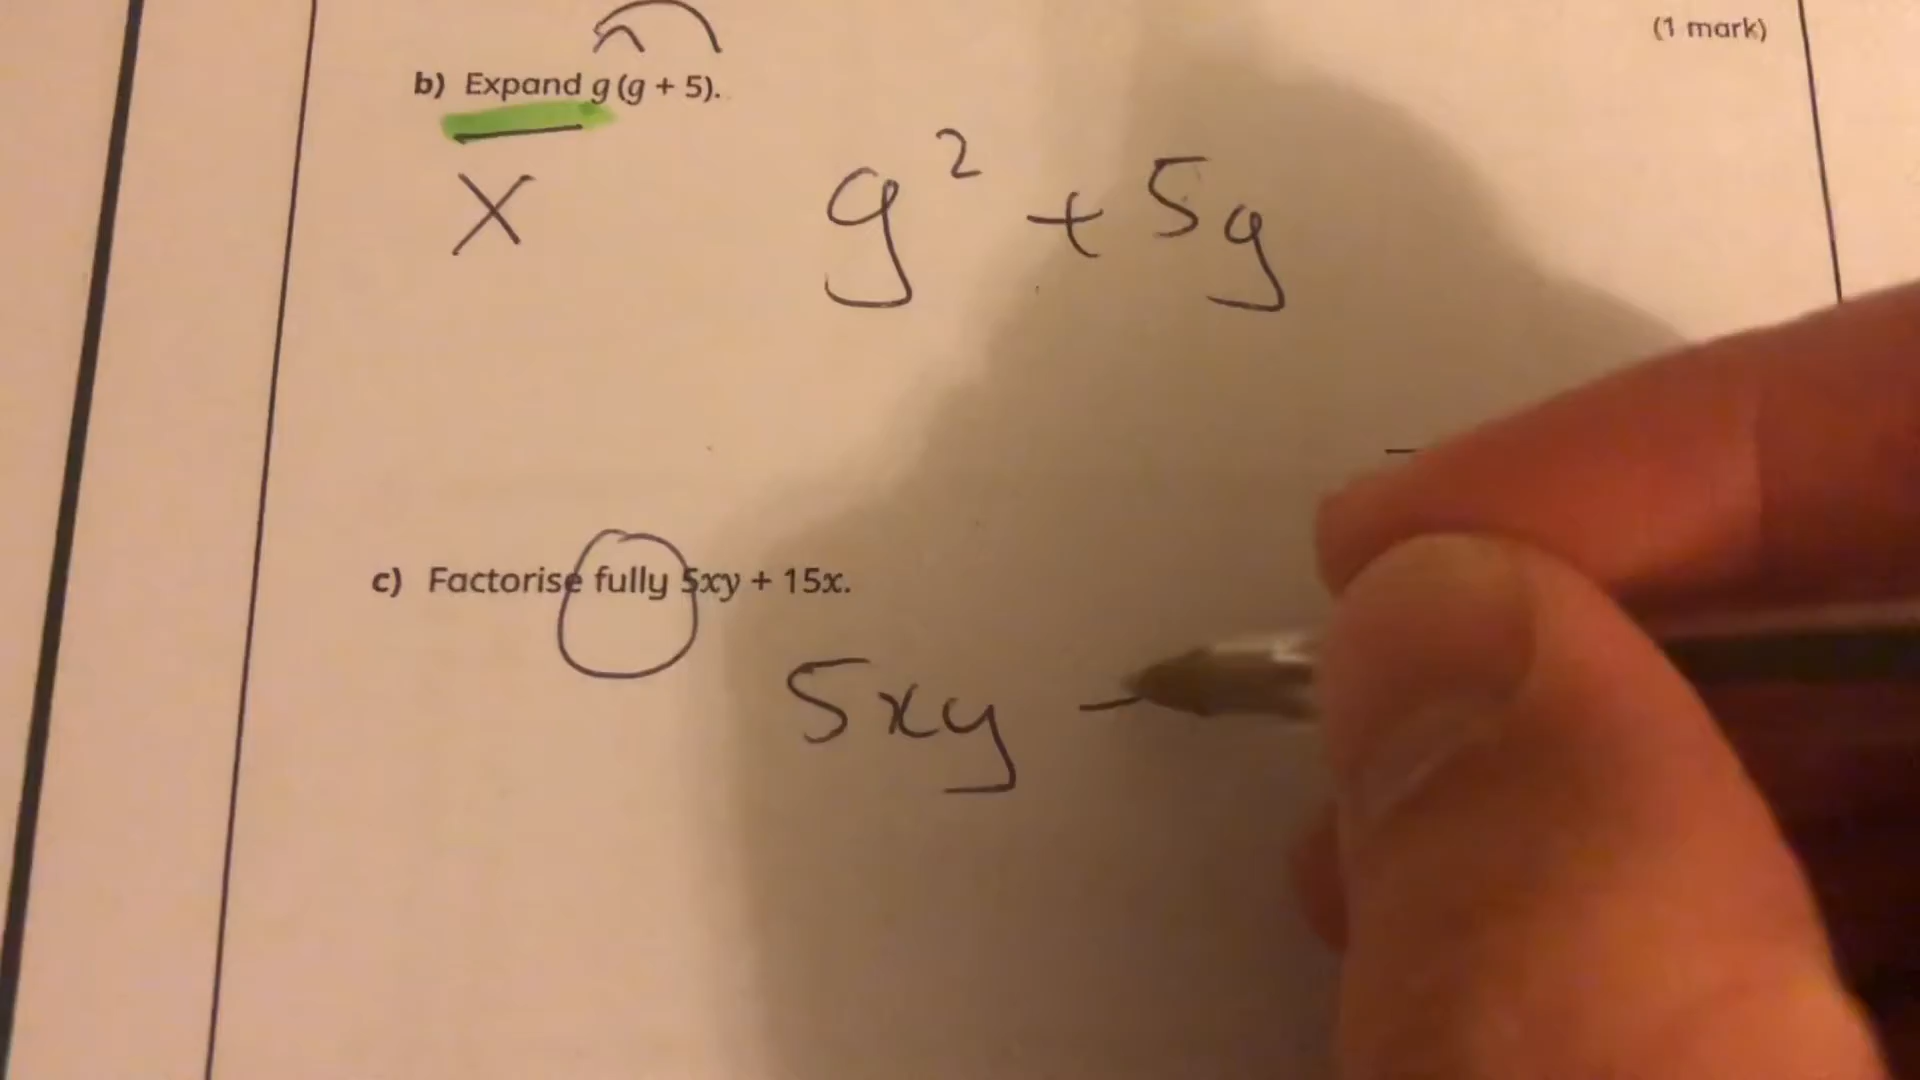 (1 mark)
b) Expand g (g + 5).
X
g² + 5g
c) Factorise fully 5xy + 15x.
5xy -